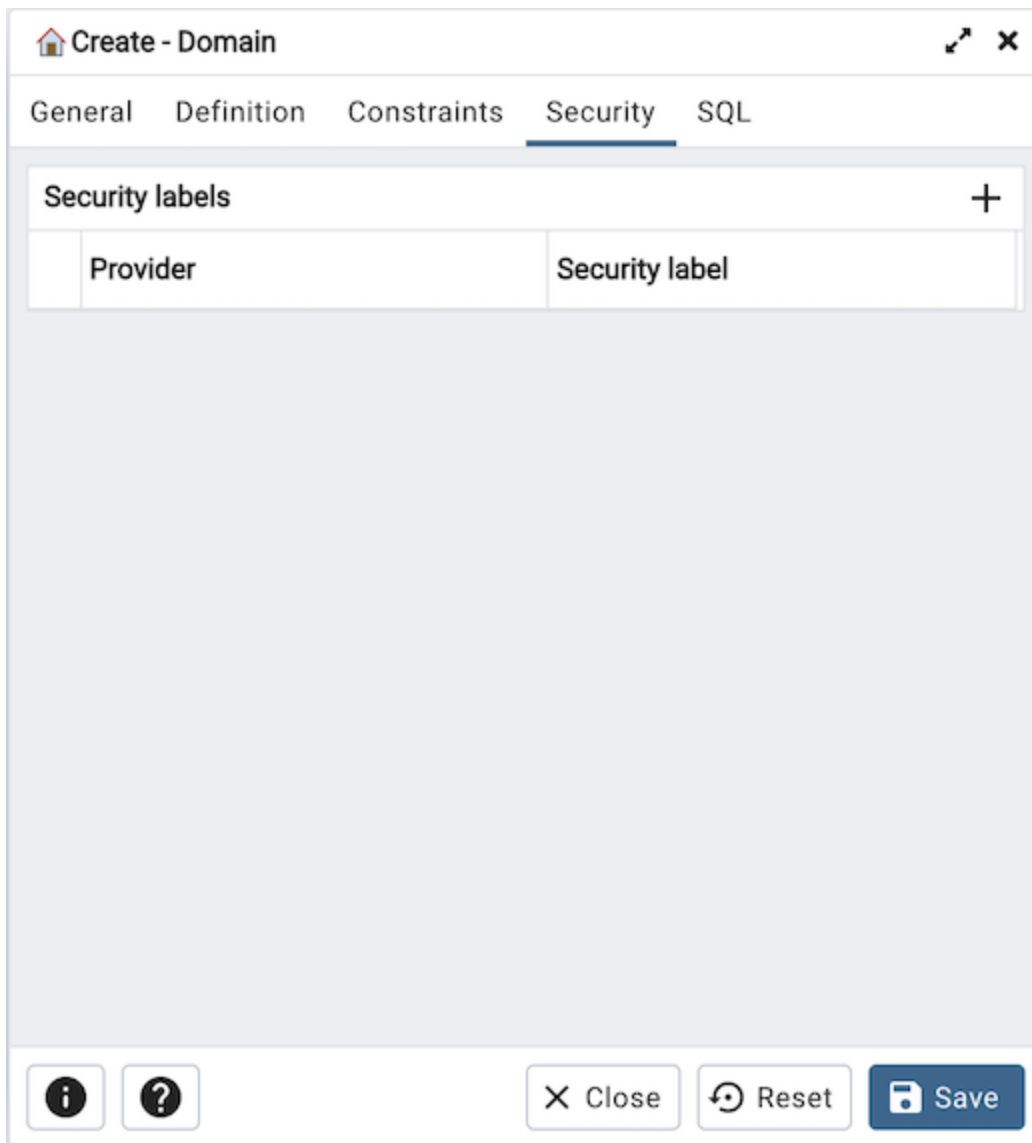 Create - Domain
General Definition Constraints Security SQL
Security labels
Provider Security label
Close Reset Save